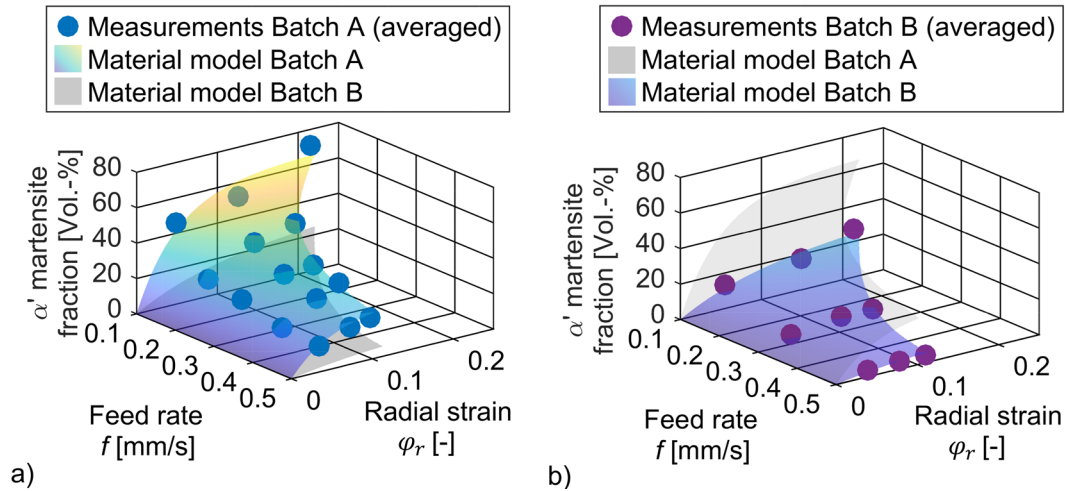 Measurements Batch A (averaged)
Material model Batch A
Material model Batch B
α' martensite
fraction [Vol.-%]
80
60
40
20
0
0.1
0.2
0.3
0.4
0.5
0
0.1
0.2
Feed rate
f [mm/s]
Radial strain
φr [-]
a)
Measurements Batch B (averaged)
Material model Batch A
Material model Batch B
α' martensite
fraction [Vol.-%]
80
60
40
20
0
0.1
0.2
0.3
0.4
0.5
0
0.1
0.2
Feed rate
f [mm/s]
Radial strain
φr [-]
b)